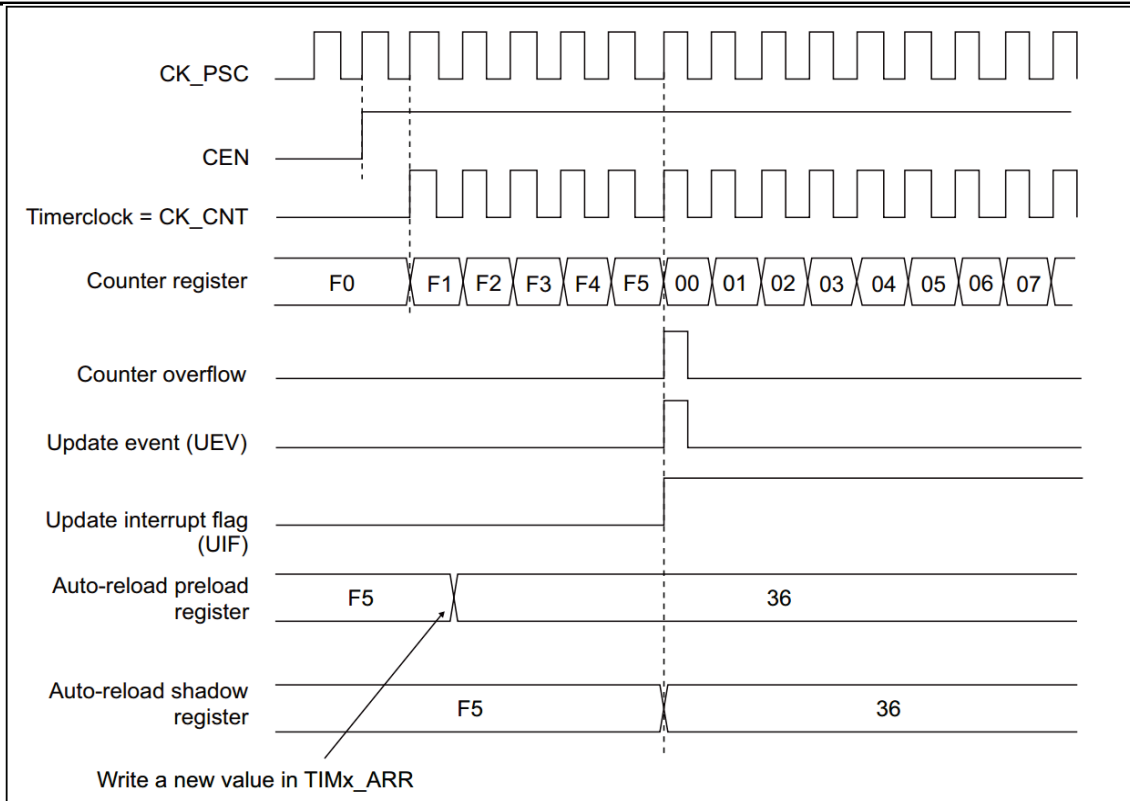 CK_PSC
CEN
Timerclock = CK_CNT
Counter register
F0 F1 F2 F3 F4 F5 00 01 02 03 04 05 06 07
Counter overflow
Update event (UEV)
Update interrupt flag
(UIF)
Auto-reload preload
register
F5 36
Auto-reload shadow
register
F5 36
Write a new value in TIMx_ARR